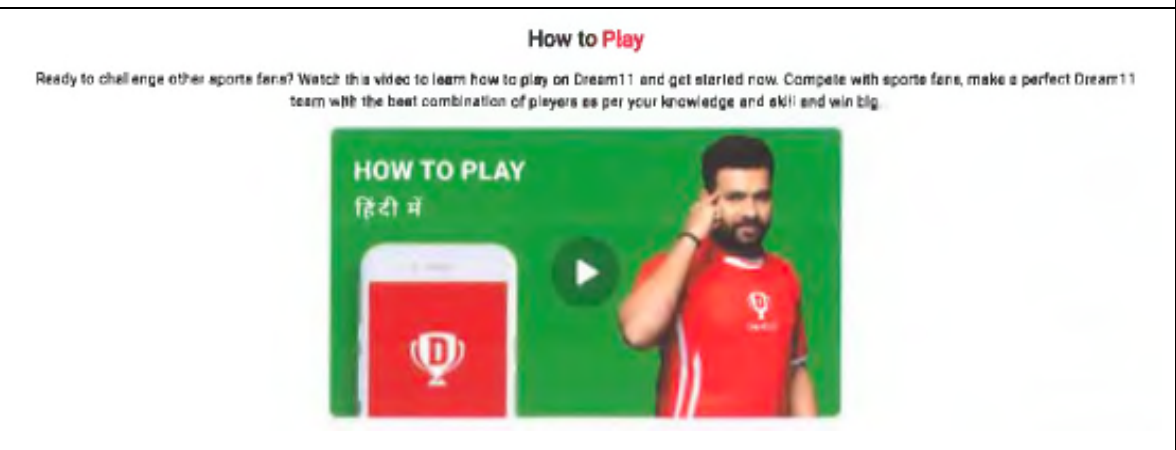 How to Play
Ready to challenge other sports fans? Watch this video to learn how to play on Dream11 and get started now. Compete with sports fans, make a perfect Dream11
team with the best combination of players as per your knowledge and skill and win big.
HOW TO PLAY
हिंदी में
D
D